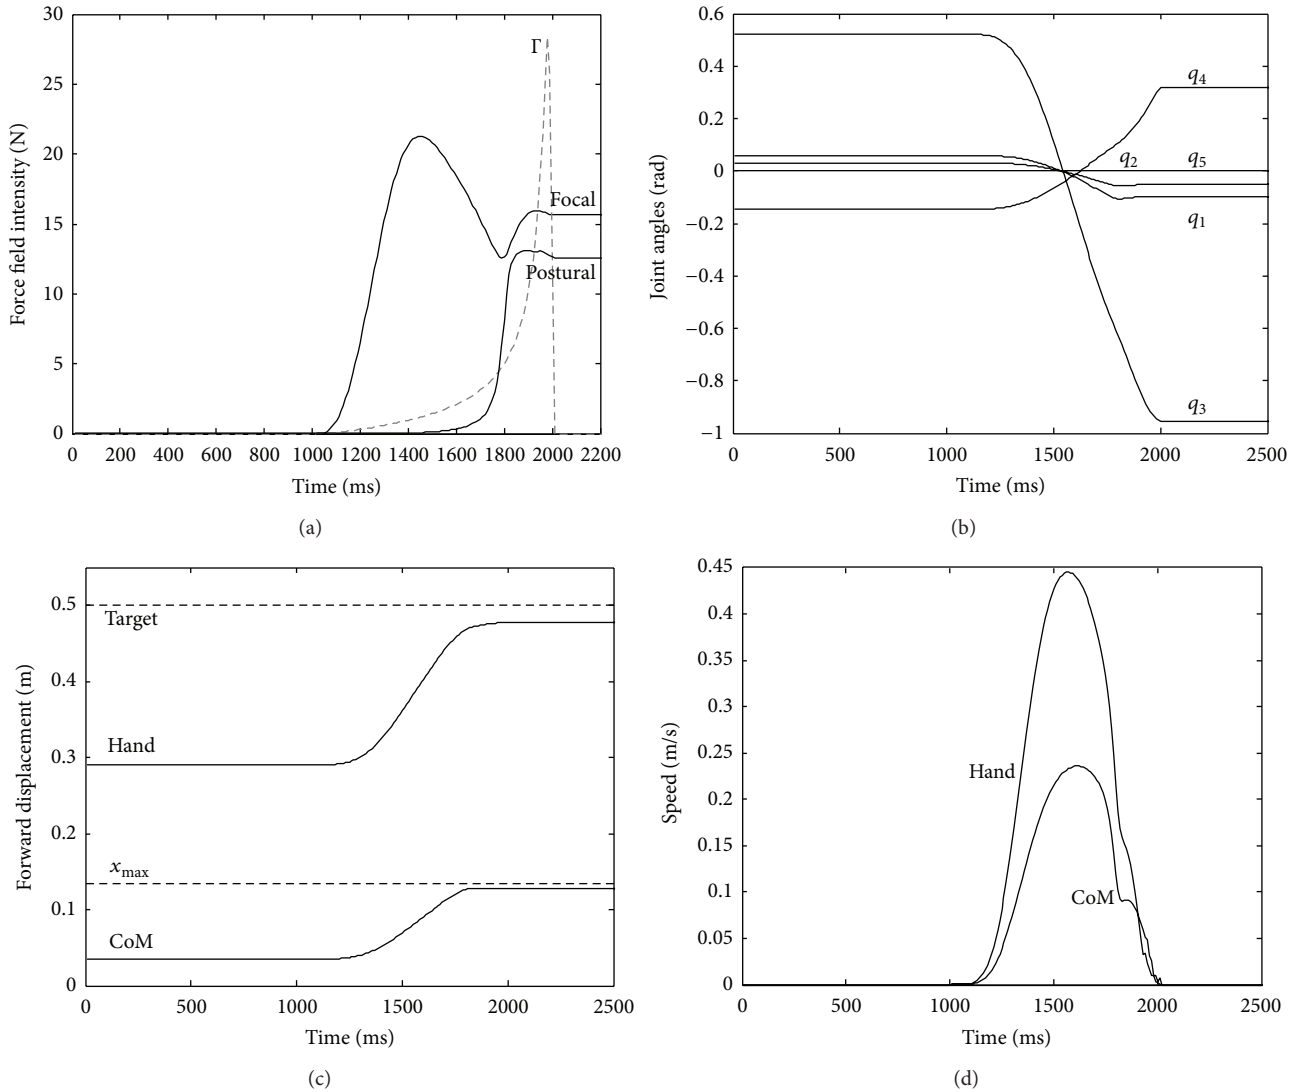 30
25
20
15
10
5
0
Force field intensity (N)
Γ
Focal
Postural
0 200 400 600 800 1000 1200 1400 1600 1800 2000 2200
Time (ms)
(a)
0.6
0.4
0.2
0
−0.2
−0.4
−0.6
−0.8
−1
Joint angles (rad)
q4
q2
q5
q1
q3
0 500 1000 1500 2000 2500
Time (ms)
(b)
0.5
0.4
0.3
0.2
0.1
0
Forward displacement (m)
Target
Hand
xmax
CoM
0 500 1000 1500 2000 2500
Time (ms)
(c)
0.45
0.4
0.35
0.3
0.25
0.2
0.15
0.1
0.05
0
Speed (m/s)
Hand
CoM
0 500 1000 1500 2000 2500
Time (ms)
(d)